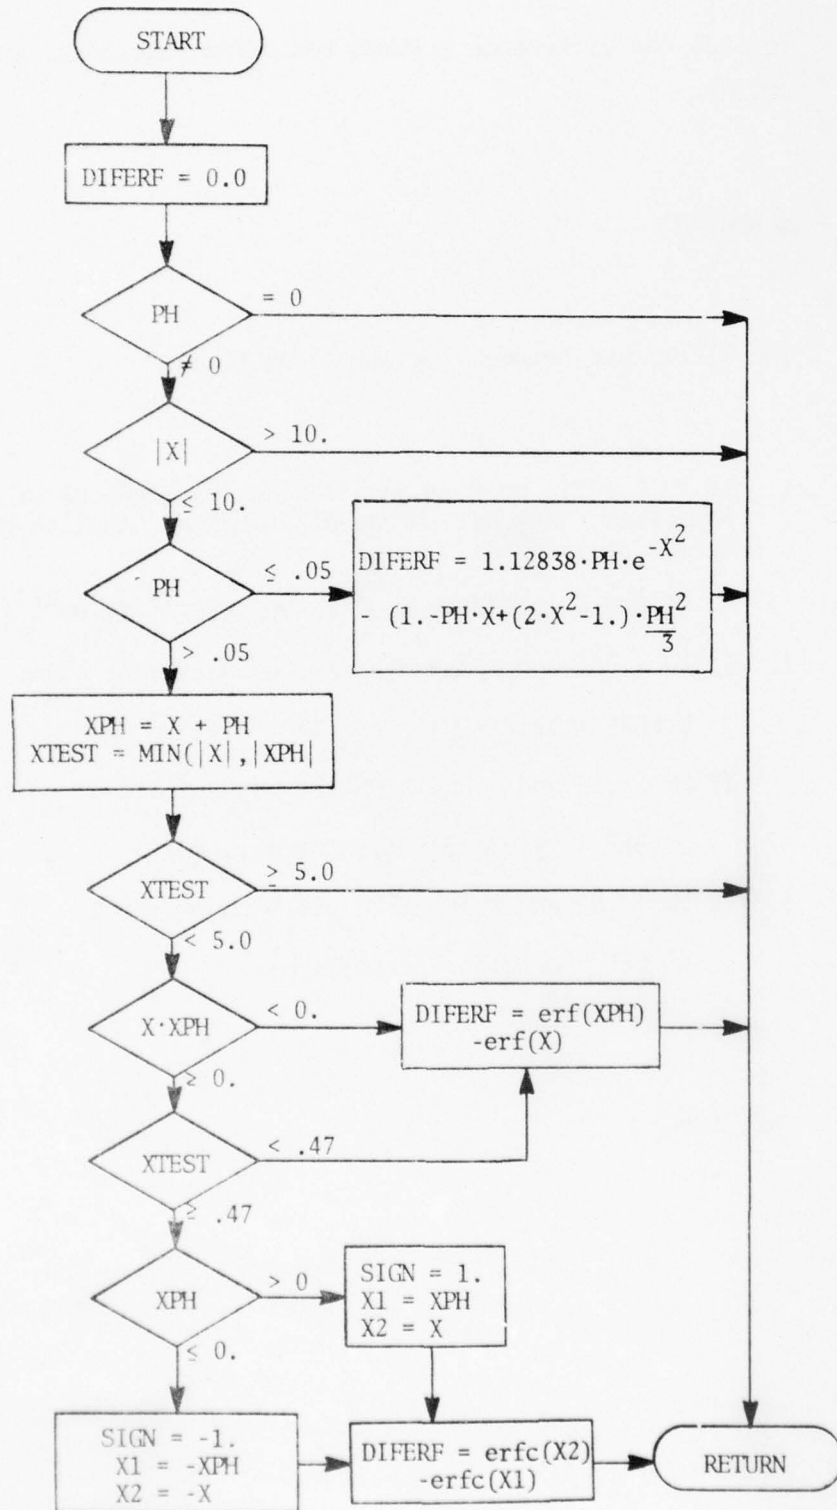 START
DIFERF = 0.0
PH
= 0
≠ 0
|X|
> 10.
≤ 10.
PH
≤ .05
DIFERF = 1.12838·PH·e^-X^2
- (1.-PH·X+(2·X^2-1.)·PH^2/3
> .05
XPH = X + PH
XTEST = MIN(|X|,|XPH|
XTEST
≥ 5.0
< 5.0
X·XPH
< 0.
DIFERF = erf(XPH)
-erf(X)
≥ 0.
XTEST
< .47
≥ .47
XPH
> 0
SIGN = 1.
X1 = XPH
X2 = X
≤ 0.
SIGN = -1.
X1 = -XPH
X2 = -X
DIFERF = erfc(X2)
-erfc(X1)
RETURN